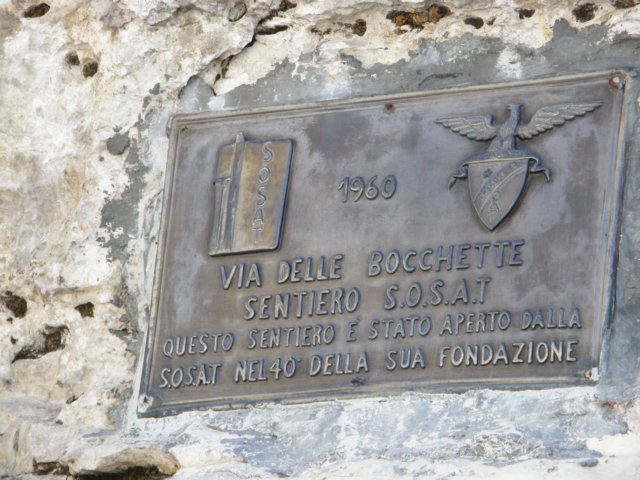 SOSAT
1960
VIA DELLE BOCCHETTE
SENTIERO S.O.S.A.T
QUESTO SENTIERO È STATO APERTO DALLA
S.O.S.A.T NEL 40° DELLA SUA FONDAZIONE